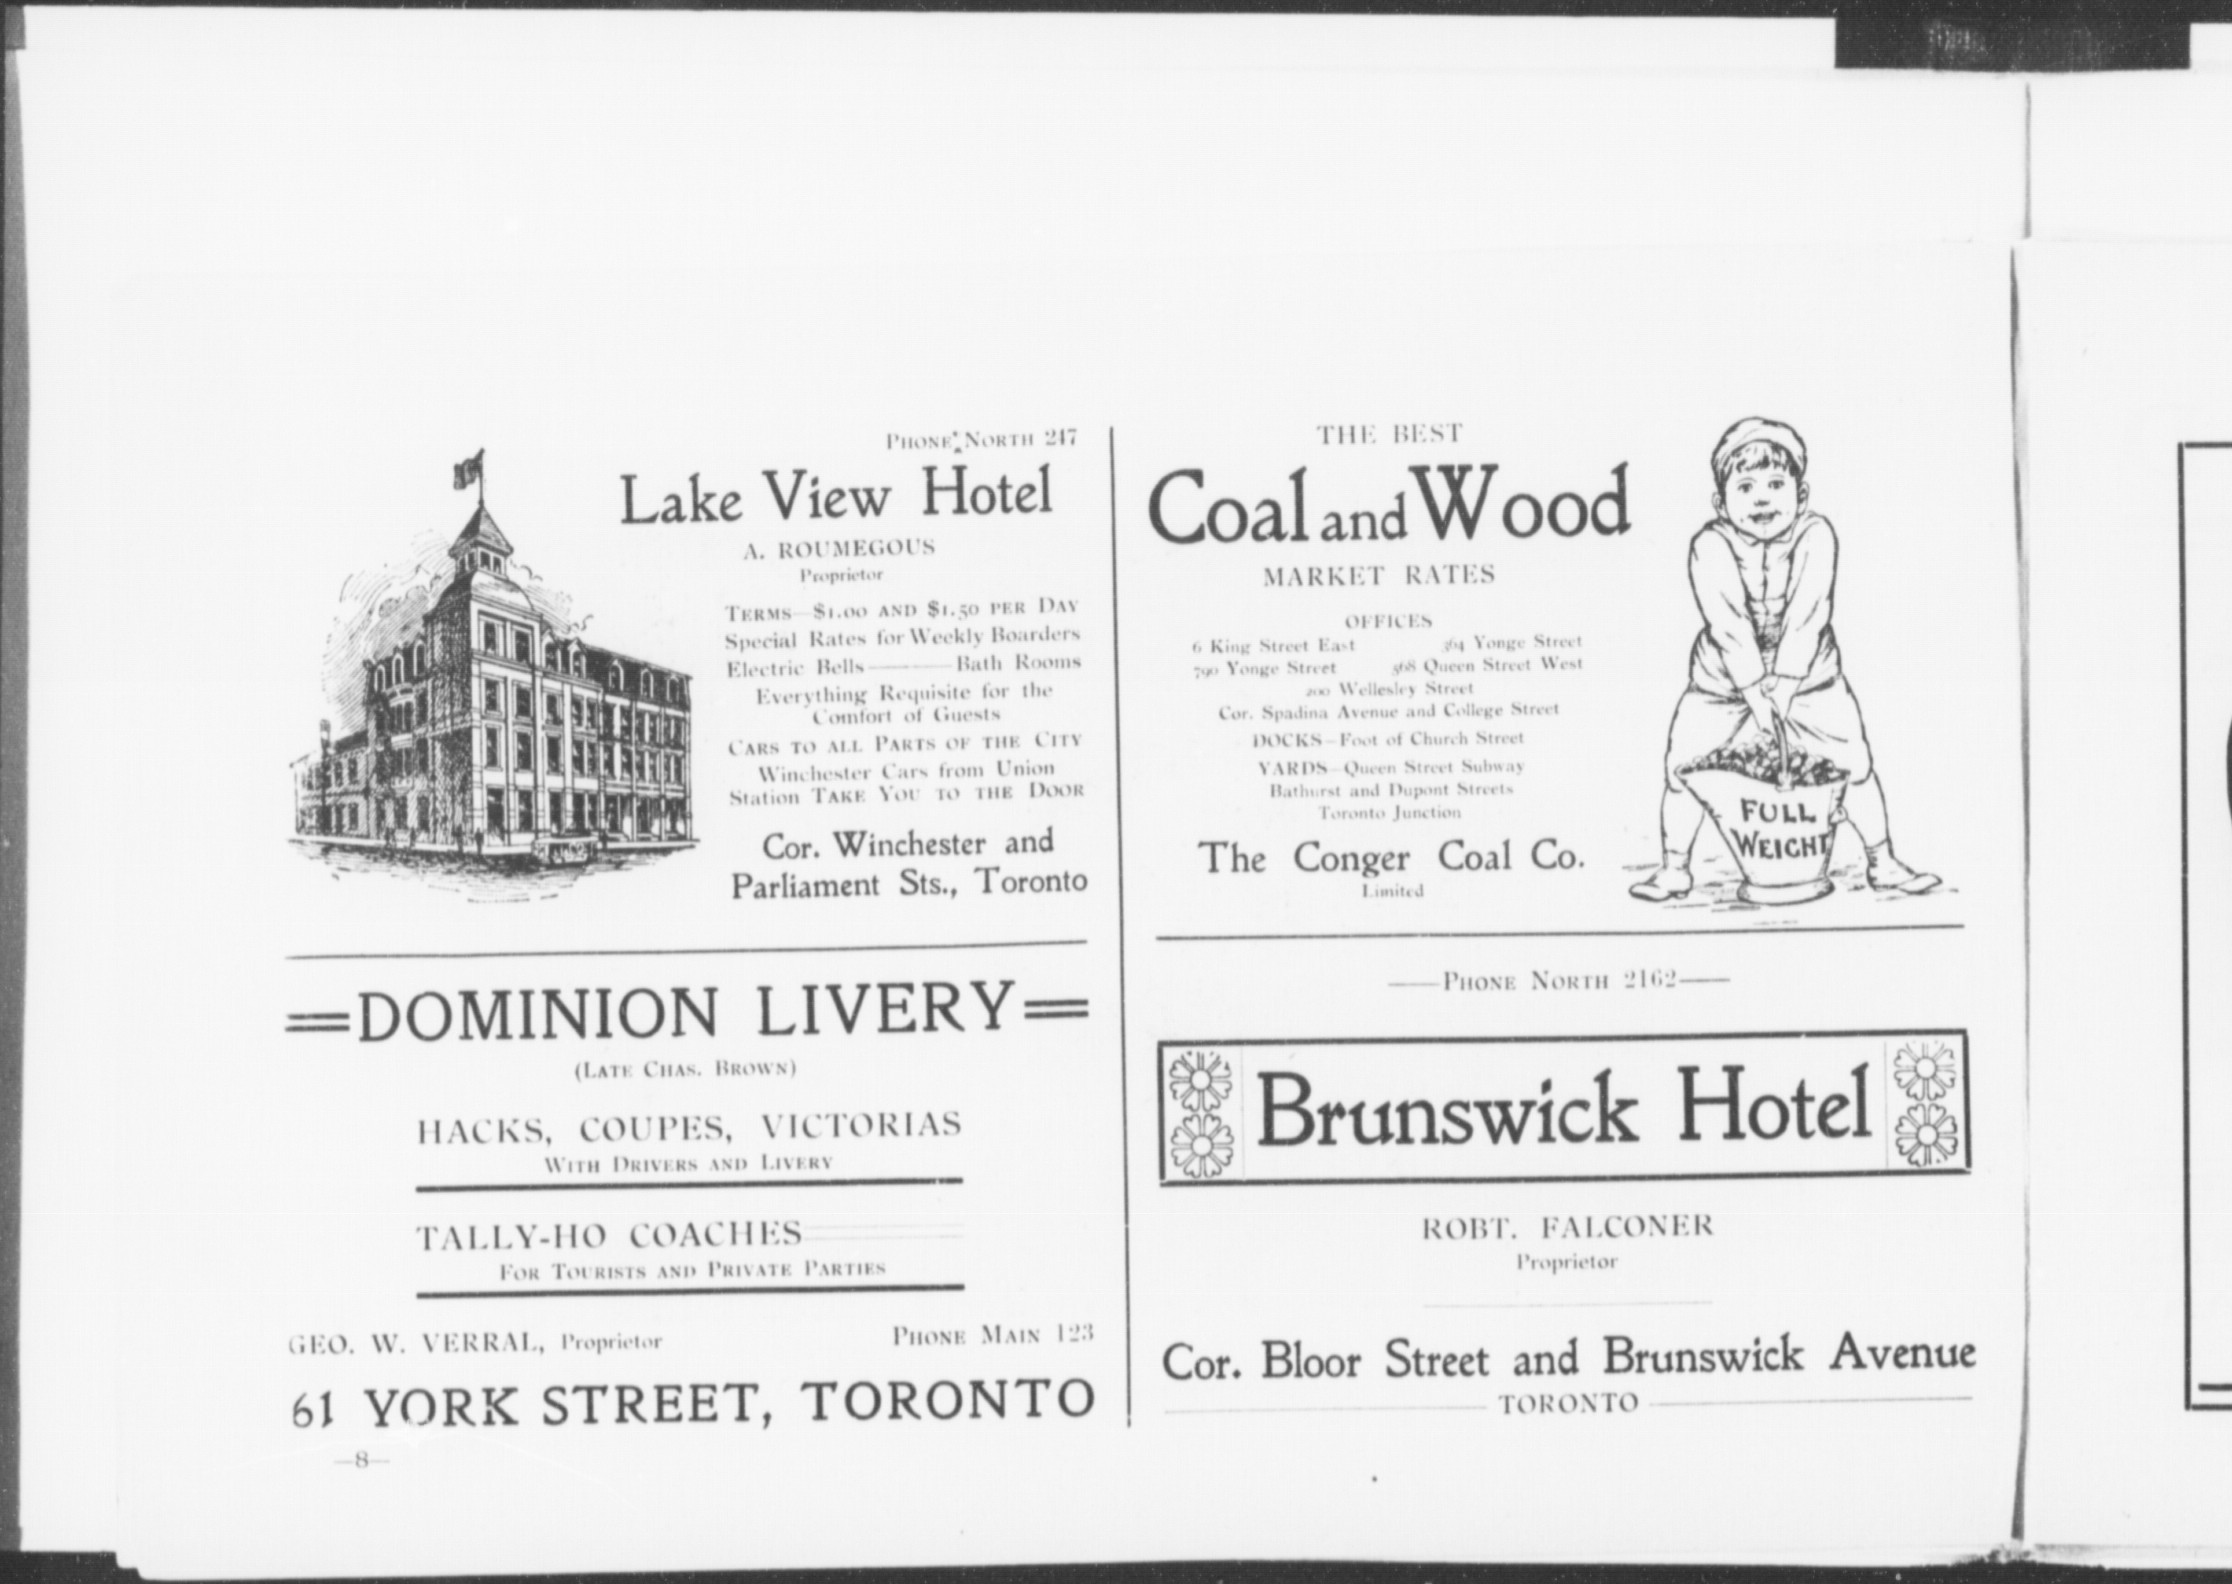 Phone North 247
Lake View Hotel
A. ROUMEGOUS
Proprietor
Terms—$1.00 and $1.50 per Day
Special Rates for Weekly Boarders
Electric Bells——Bath Rooms
Everything Requisite for the
Comfort of Guests
Cars to all Parts of the City
Winchester Cars from Union
Station Take You to the Door
Cor. Winchester and
Parliament Sts., Toronto
DOMINION LIVERY
(Late Chas. Brown)
HACKS, COUPES, VICTORIAS
With Drivers and Livery
TALLY-HO COACHES
For Tourists and Private Parties
GEO. W. VERRAL, Proprietor Phone Main 123
61 YORK STREET, TORONTO
—8—
THE BEST
Coal and Wood
MARKET RATES
OFFICES
6 King Street East 364 Yonge Street
790 Yonge Street 568 Queen Street West
200 Wellesley Street
Cor. Spadina Avenue and College Street
DOCKS—Foot of Church Street
YARDS—Queen Street Subway
Bathurst and Dupont Streets
Toronto Junction
The Conger Coal Co.
Limited
FULL
WEIGHT
——Phone North 2162——
Brunswick Hotel
ROBT. FALCONER
Proprietor
Cor. Bloor Street and Brunswick Avenue
TORONTO